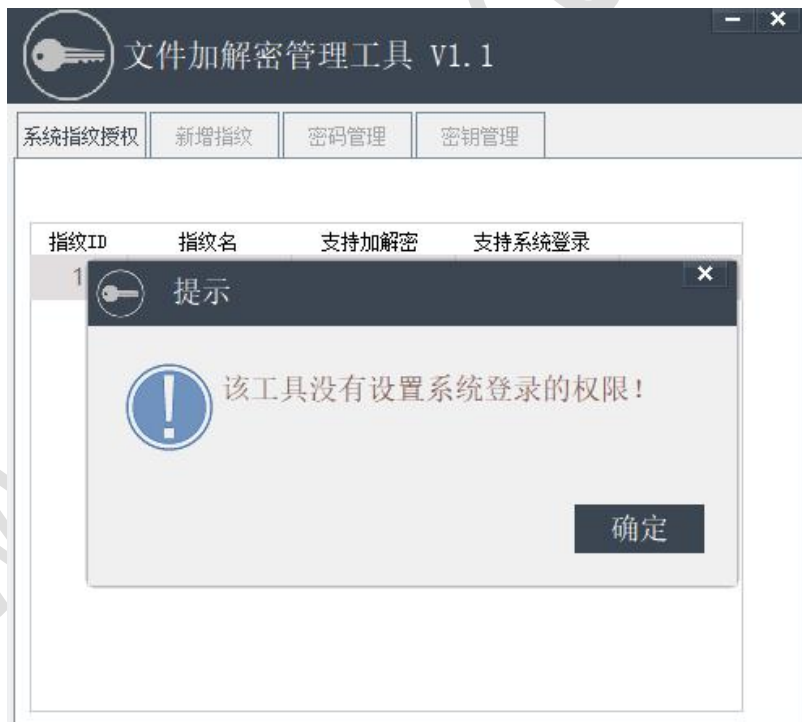 文件加解密管理工具 V1.1
系统指纹授权 新增指纹 密码管理 密钥管理
指纹ID 指纹名 支持加解密 支持系统登录
1
提示
该工具没有设置系统登录的权限!
确定